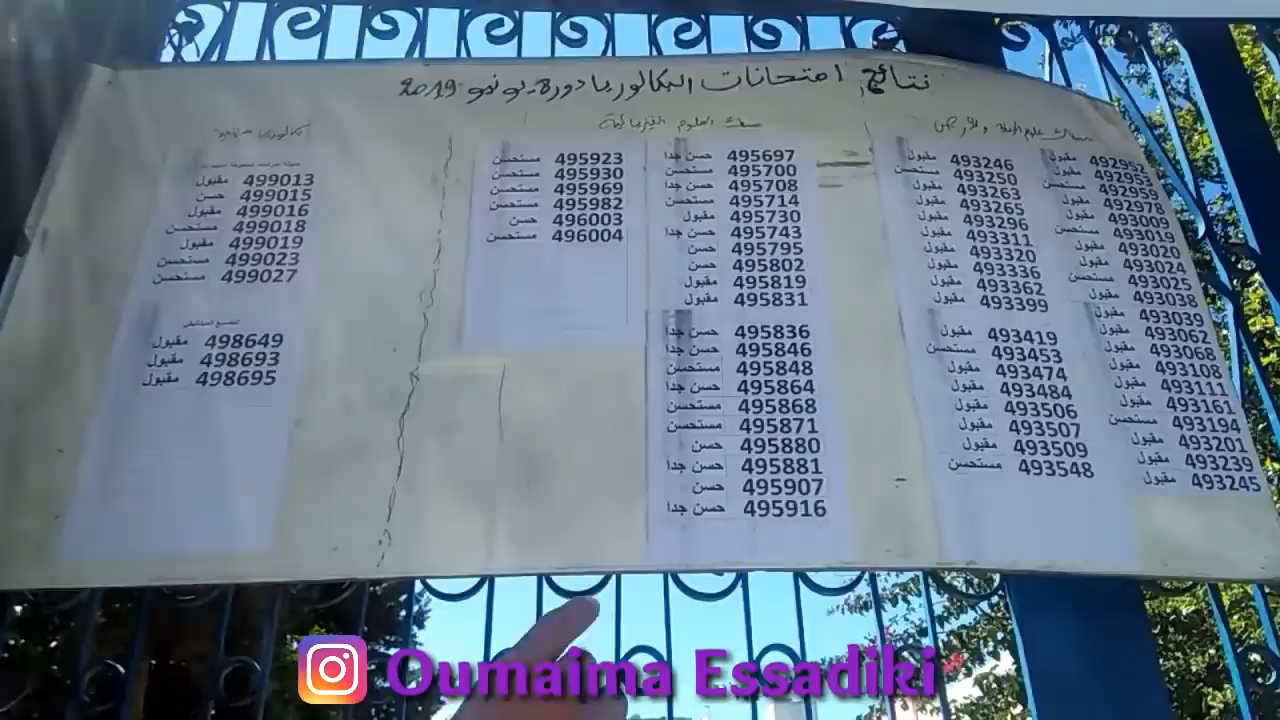 نتائج امتحانات البكالوريا دورة يونيو 2019
مسلك علوم الحياة والأرض
492952 مقبول
492955 مقبول
492959 مستحسن
492978 مقبول
493009 مقبول
493019 مستحسن
493020 مقبول
493024 مقبول
493025 مستحسن
493038 مقبول
493039 مقبول
493062 مقبول
493068 مقبول
493108 مقبول
493111 مقبول
493161 مقبول
493194 مستحسن
493201 مقبول
493239 مقبول
493245 مقبول
493246 مقبول
493250 مستحسن
493263 مقبول
493265 مقبول
493296 مقبول
493311 مقبول
493320 مقبول
493336 مقبول
493362 مقبول
493399 مقبول
493419 مقبول
493453 مستحسن
493474 مقبول
493484 مقبول
493506 مقبول
493507 مقبول
493509 مقبول
493548 مستحسن
مسلك العلوم الفيزيائية
495697 حسن جدا
495700 مستحسن
495708 حسن جدا
495714 مستحسن
495730 مقبول
495743 حسن جدا
495795 حسن
495802 حسن
495819 مقبول
495831 مقبول
495836 حسن جدا
495846 حسن جدا
495848 مستحسن
495864 حسن جدا
495868 مستحسن
495871 مستحسن
495880 حسن
495881 حسن جدا
495907 حسن
495916 حسن جدا
495923 مستحسن
495930 مستحسن
495969 مستحسن
495982 مستحسن
496003 حسن
496004 مستحسن
499013 مقبول
499015 حسن
499016 مقبول
499018 مستحسن
499019 مقبول
499023 مستحسن
499027 مستحسن
498649 مقبول
498693 مقبول
498695 مقبول
Oumaima Essadiki